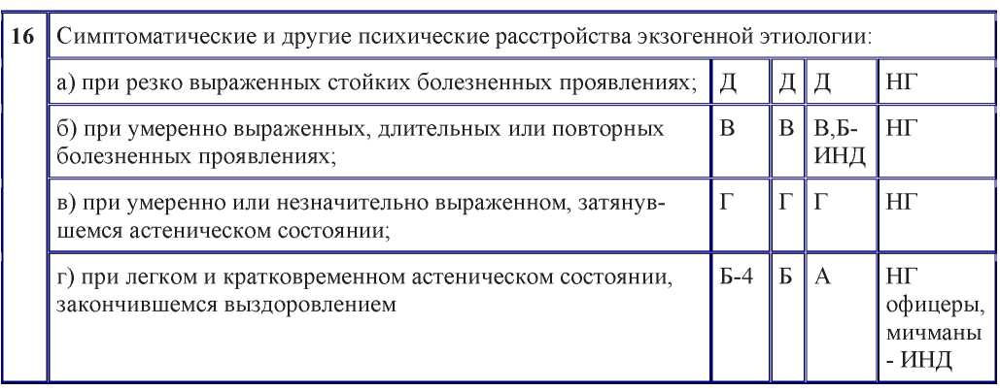 16 Симптоматические и другие психические расстройства экзогенной этиологии:
а) при резко выраженных стойких болезненных проявлениях; Д Д Д НГ
б) при умеренно выраженных, длительных или повторных В В В,Б- НГ
болезненных проявлениях; ИНД
в) при умеренно или незначительно выраженном, затянув- Г Г Г НГ
шемся астеническом состоянии;
г) при легком и кратковременном астеническом состоянии, Б-4 Б А НГ
закончившемся выздоровлением офицеры,
мичманы
- ИНД